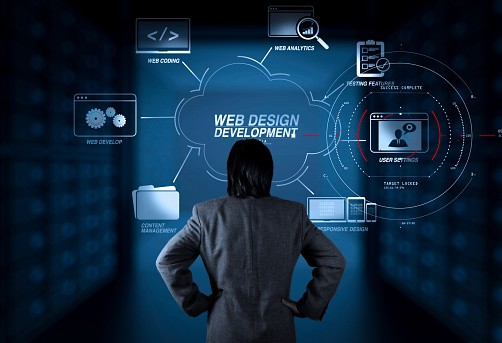 </>
WEB CODING
WEB ANALYTICS
TESTING FEATURES
SUCCESS COMPLETE
WEB DESIGN
DEVELOPMENT
WEB DEVELOP
USER SETTINGS
TARGET LOCKED
CONTENT
MANAGEMENT
RESPONSIVE DESIGN